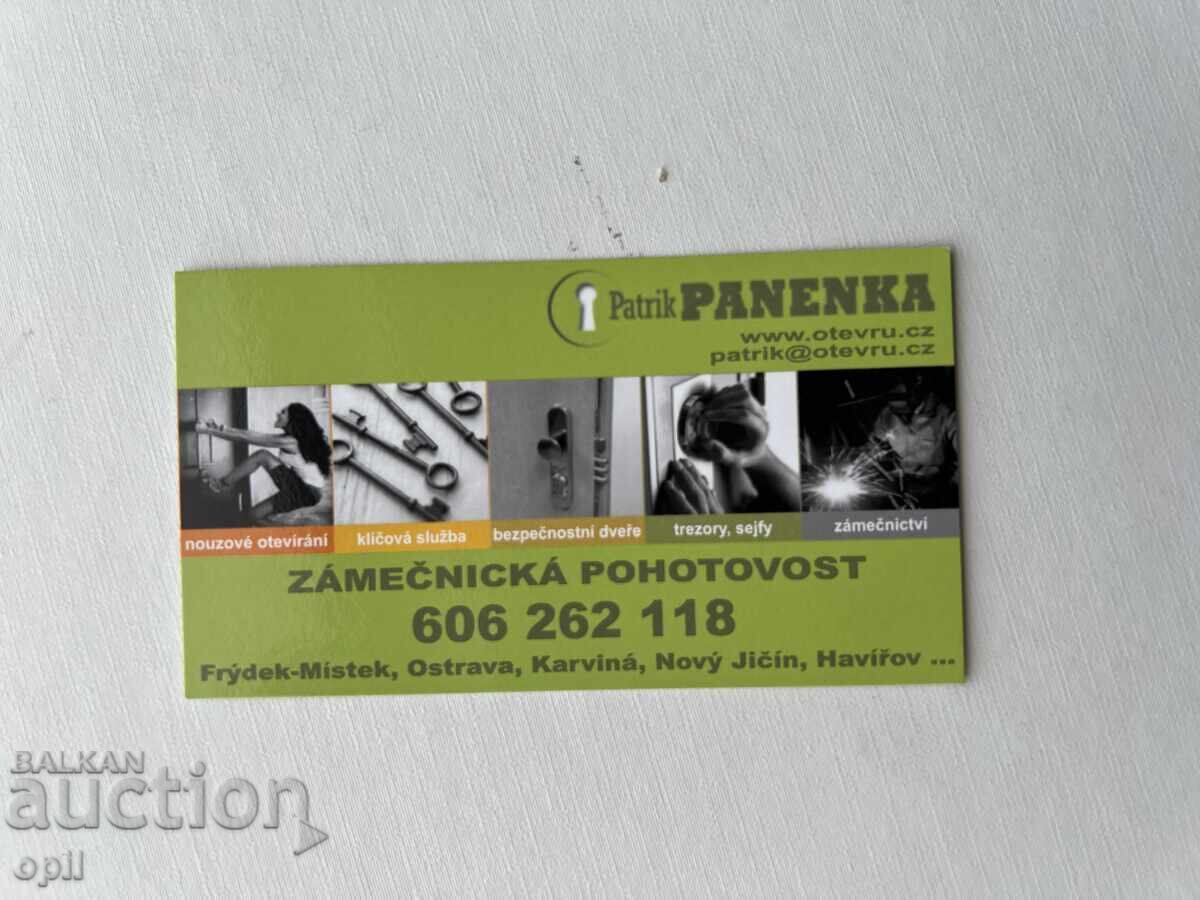 Patrik PANENKA
www.otevru.cz
patrik@otevru.cz
nouzové otevírání
klíčová služba
bezpečnostní dveře
trezory, sejfy
zámečnictví
ZÁMEČNICKÁ POHOTOVOST
606 262 118
Frýdek-Místek, Ostrava, Karviná, Nový Jičín, Havířov ...
BALKAN
auction
opil